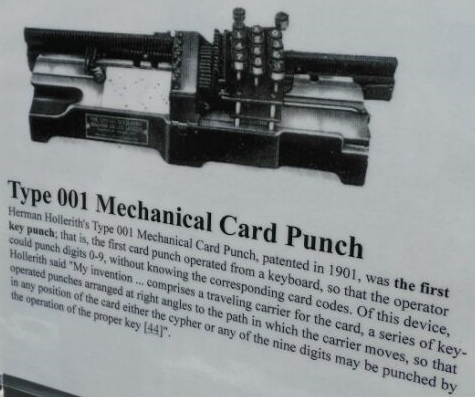 Type 001 Mechanical Card Punch
Herman Hollerith's Type 001 Mechanical Card Punch, patented in 1901, was the first
key punch; that is, the first card punch operated from a keyboard, so that the operator
could punch digits 0-9, without knowing the corresponding card codes. Of this device,
Hollerith said "My invention ... comprises a traveling carrier for the card, a series of key-
operated punches arranged at right angles to the path in which the carrier moves, so that
in any position of the card either the cypher or any of the nine digits may be punched by
the operation of the proper key [44]".